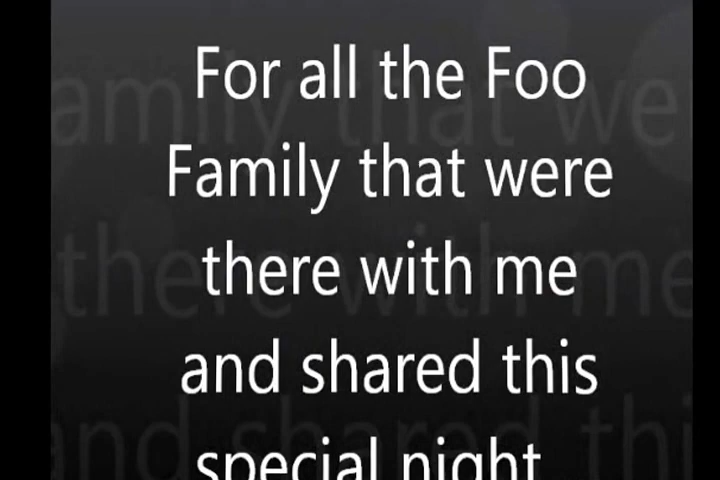 For all the Foo
Family that were
there with me
and shared this
special night